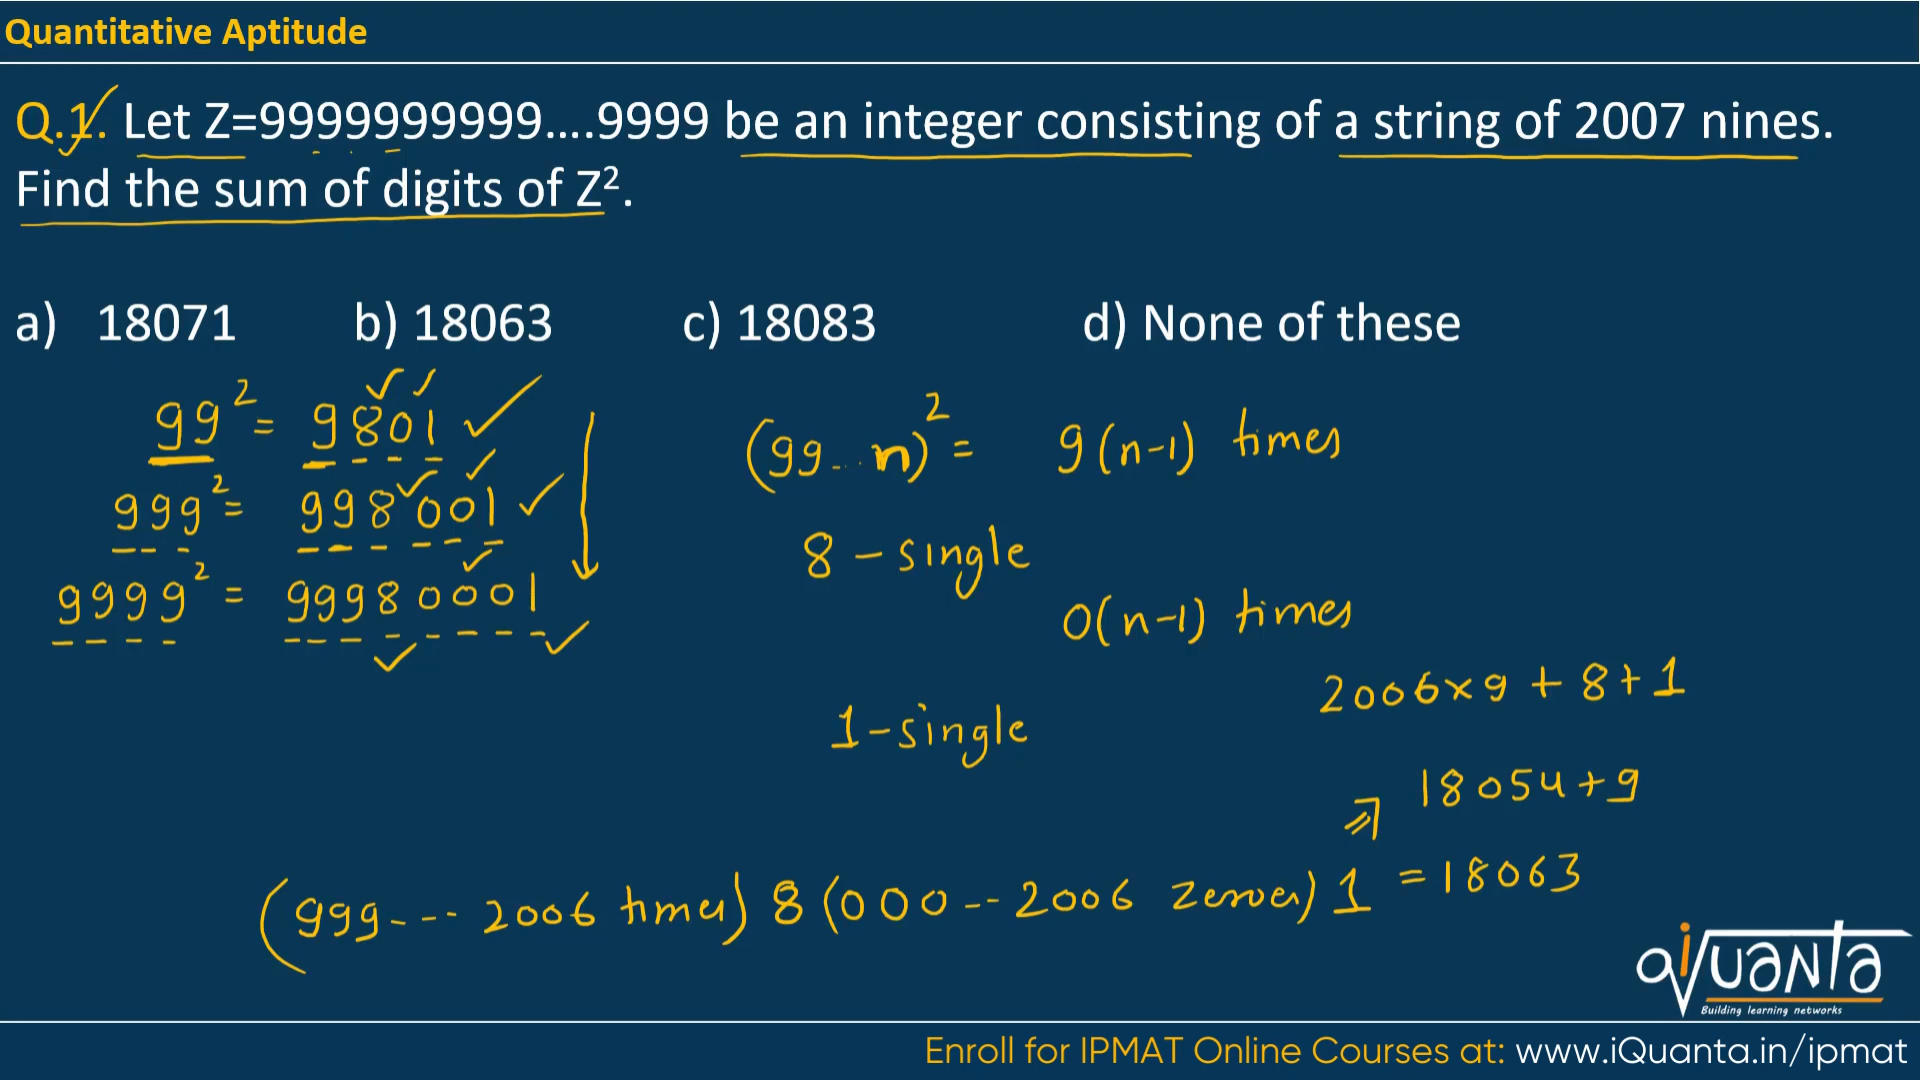 Quantitative Aptitude
Q.1. Let Z=9999999999....9999 be an integer consisting of a string of 2007 nines.
Find the sum of digits of Z².
a) 18071 b) 18063 c) 18083 d) None of these
99² = 9801
999² = 998001
9999² = 99980001
(99...n)² = 9(n-1) times
8 - single
0(n-1) times
1 - single
2006×9 + 8+1
⇒ 18054+9
= 18063
(999--- 2006 times) 8 (000-- 2006 zeroes) 1
iQuanta
Building learning networks
Enroll for IPMAT Online Courses at: www.iQuanta.in/ipmat